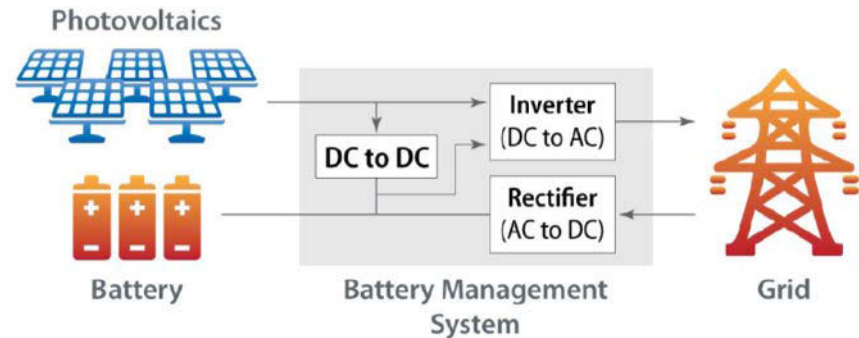 Photovoltaics
Inverter
(DC to AC)
DC to DC
Rectifier
(AC to DC)
Battery
Battery Management
System
Grid